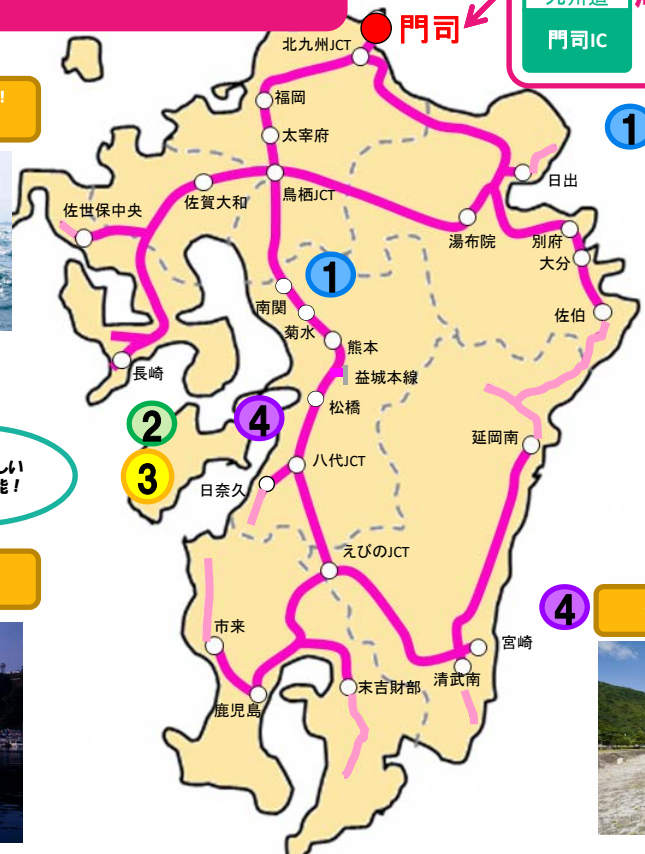 九州道
門司IC
門司
北九州JCT
福岡
太宰府
1
日出
佐賀大和
鳥栖JCT
佐世保中央
湯布院
別府
大分
1
南関
佐伯
菊水
熊本
長崎
益城本線
松橋
2
4
延岡南
しい
能!
3
八代JCT
日奈久
えびのJCT
4
市来
宮崎
清武南
末吉財部
鹿児島